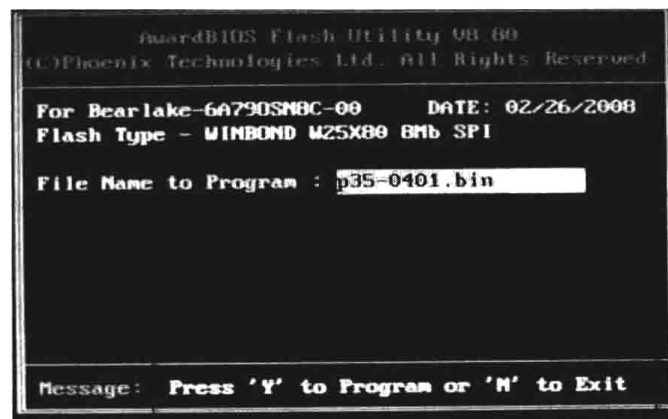 AwardBIOS Flash Utility V8.80
(C)Phoenix Technologies Ltd. All Rights Reserved
For Bearlake-6A79OSN8C-00 DATE: 02/26/2008
Flash Type - WINBOND W25X80 8Mb SPI
File Name to Program : p35-0401.bin
Message: Press 'Y' to Program or 'N' to Exit